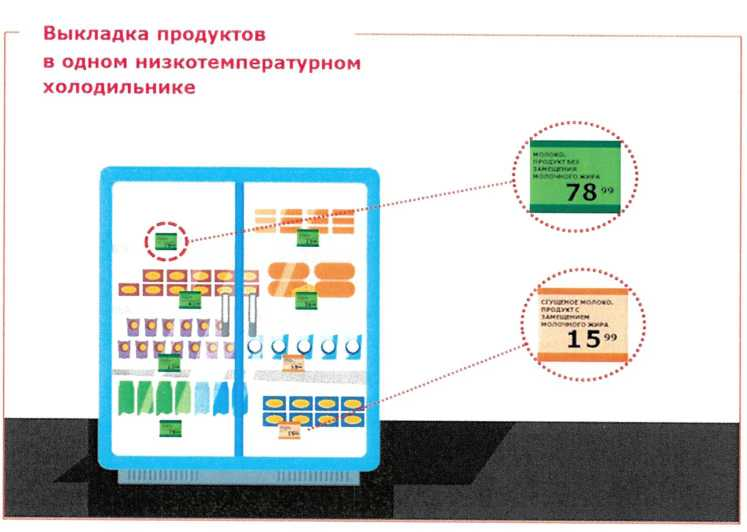 Выкладка продуктов
в одном низкотемпературном
холодильнике
МОЛОКО.
ПРОДУКТ БЕЗ
ЗАМЕЩЕНИЯ
МОЛОЧНОГО ЖИРА
78 99
СГУЩЕНОЕ МОЛОКО.
ПРОДУКТ С
ЗАМЕЩЕНИЕМ
МОЛОЧНОГО ЖИРА
15 99